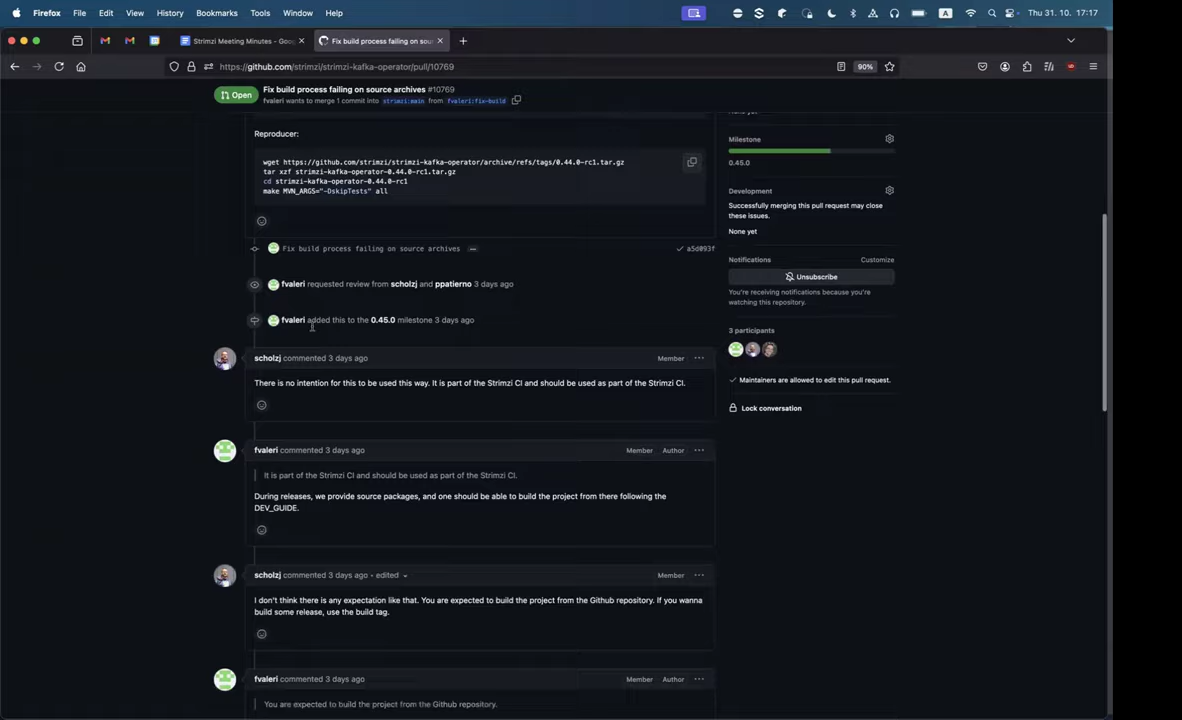 Firefox File Edit View History Bookmarks Tools Window Help
A
Thu 31. 10. 17:17
Strimzi Meeting Minutes - Goo
Fix build process failing on sou
https://github.com/strimzi/strimzi-kafka-operator/pull/10769
90%
Open
Fix build process failing on source archives #10769
fvaleri wants to merge 1 commit into strimzi:main from fvaleri:fix-build
Reproducer:
wget https://github.com/strimzi/strimzi-kafka-operator/archive/refs/tags/0.44.0-rc1.tar.gz
tar xzf strimzi-kafka-operator-0.44.0-rc1.tar.gz
cd strimzi-kafka-operator-0.44.0-rc1
make MVN_ARGS="-DskipTests" all
Fix build process failing on source archives
a5d093f
fvaleri requested review from scholzj and ppatierno 3 days ago
fvaleri added this to the 0.45.0 milestone 3 days ago
scholzj commented 3 days ago
Member
There is no intention for this to be used this way. It is part of the Strimzi CI and should be used as part of the Strimzi CI.
fvaleri commented 3 days ago
Member Author
It is part of the Strimzi CI and should be used as part of the Strimzi CI.
During releases, we provide source packages, and one should be able to build the project from there following the
DEV_GUIDE.
scholzj commented 3 days ago • edited
Member
I don't think there is any expectation like that. You are expected to build the project from the Github repository. If you wanna
build some release, use the build tag.
fvaleri commented 3 days ago
Member Author
You are expected to build the project from the Github repository.
None yet
Milestone
0.45.0
Development
Successfully merging this pull request may close
these issues.
None yet
Notifications
Customize
Unsubscribe
You're receiving notifications because you're
watching this repository.
3 participants
Maintainers are allowed to edit this pull request.
Lock conversation